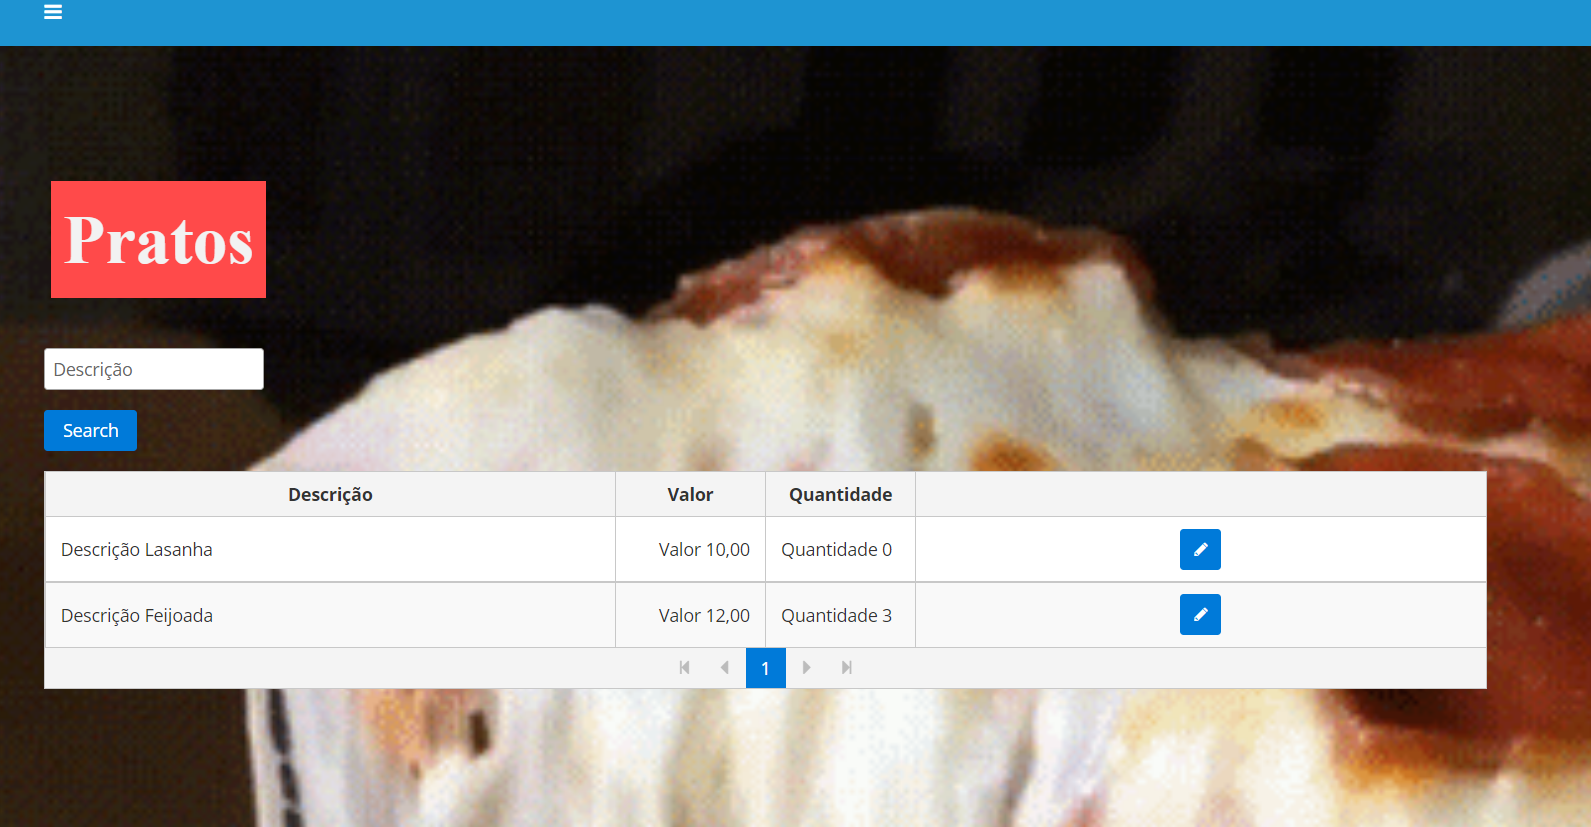 Pratos
Descrição
Search
Descrição Valor Quantidade
Descrição Lasanha Valor 10,00 Quantidade 0
Descrição Feijoada Valor 12,00 Quantidade 3
1